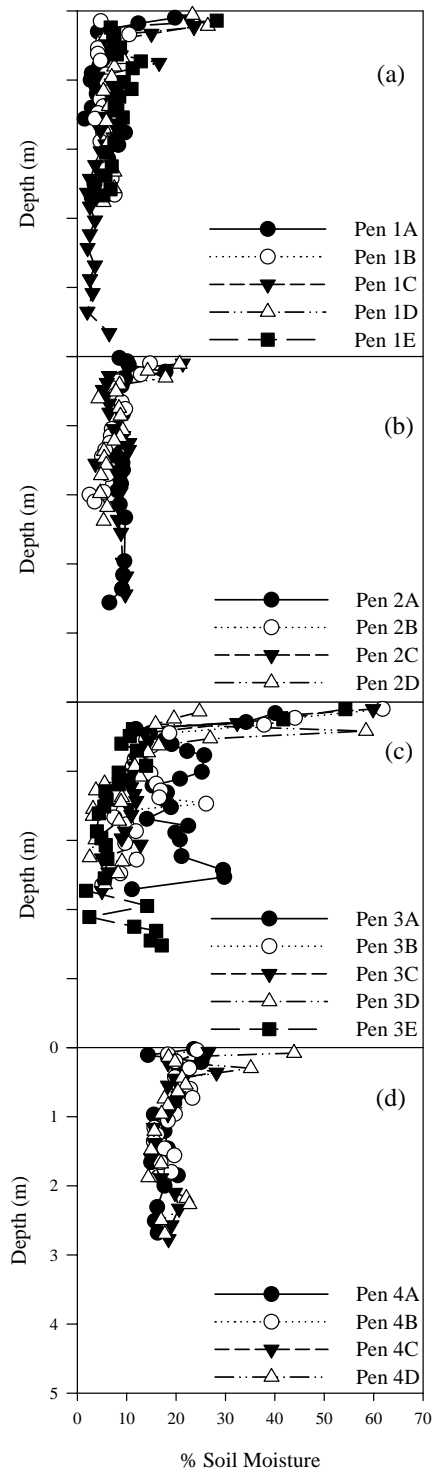 (a)
Depth (m)
Pen 1A
Pen 1B
Pen 1C
Pen 1D
Pen 1E
(b)
Depth (m)
Pen 2A
Pen 2B
Pen 2C
Pen 2D
(c)
Depth (m)
Pen 3A
Pen 3B
Pen 3C
Pen 3D
Pen 3E
0
(d)
1
2
Depth (m)
3
Pen 4A
4
Pen 4B
Pen 4C
Pen 4D
5
0 10 20 30 40 50 60 70
% Soil Moisture